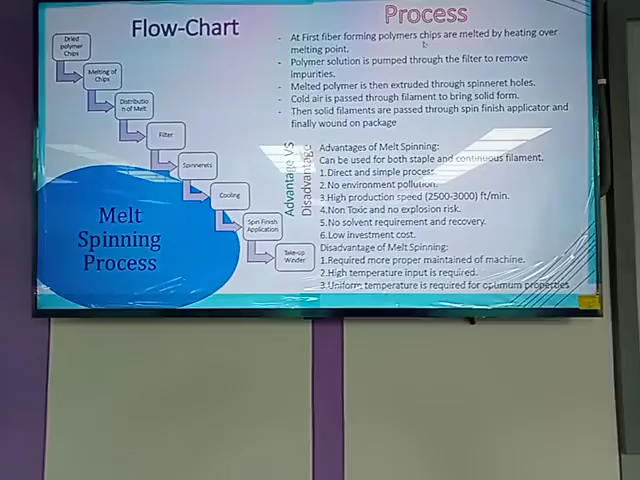 Flow-Chart
Dried
polymer
Chips
Melting of
Chips
Distributio
n of Melt
Filter
Spinnerets
Cooling
Spin Finish
Application
Take-up
Winder
Melt
Spinning
Process
Process
- At First fiber forming polymers chips are melted by heating over
melting point.
- Polymer solution is pumped through the filter to remove
impurities.
- Melted polymer is then extruded through spinneret holes.
- Cold air is passed through filament to bring solid form.
- Then solid filaments are passed through spin finish applicator and
finally wound on package
Advantage VS
Disadvantage
Advantages of Melt Spinning:
Can be used for both staple and continuous filament.
1.Direct and simple process.
2.No environment pollution.
3.High production speed (2500-3000) ft/min.
4.Non Toxic and no explosion risk.
5.No solvent requirement and recovery.
6.Low investment cost.
Disadvantage of Melt Spinning:
1.Required more proper maintained of machine.
2.High temperature input is required.
3.Uniform temperature is required for optimum properties